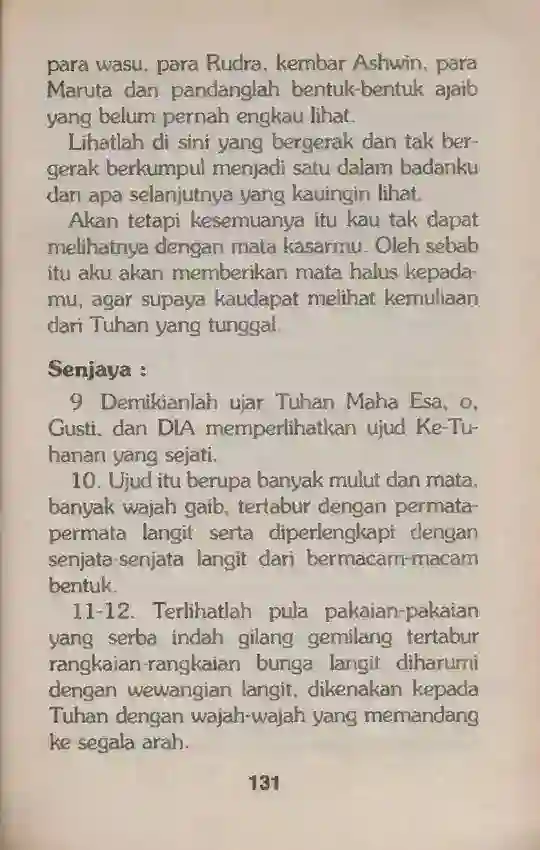 para wasu, para Rudra, kembar Ashwin, para
Maruta dan pandanglah bentuk-bentuk ajaib
yang belum pernah engkau lihat.
Lihatlah di sini yang bergerak dan tak ber-
gerak berkumpul menjadi satu dalam badanku
dan apa selanjutnya yang kauingin lihat.
Akan tetapi kesemuanya itu kau tak dapat
melihatnya dengan mata kasarmu. Oleh sebab
itu aku akan memberikan mata halus kepada-
mu, agar supaya kaudapat melihat kemuliaan
dari Tuhan yang tunggal.
Senjaya :
9 Demikianlah ujar Tuhan Maha Esa, o,
Gusti, dan DIA memperlihatkan ujud Ke-Tu-
hanan yang sejati.
10. Ujud itu berupa banyak mulut dan mata,
banyak wajah gaib, tertabur dengan permata-
permata langit serta diperlengkapi dengan
senjata-senjata langit dari bermacam-macam
bentuk.
11-12. Terlihatlah pula pakaian-pakaian
yang serba indah gilang gemilang tertabur
rangkaian-rangkaian bunga langit diharumi
dengan wewangian langit, dikenakan kepada
Tuhan dengan wajah-wajah yang memandang
ke segala arah.
131